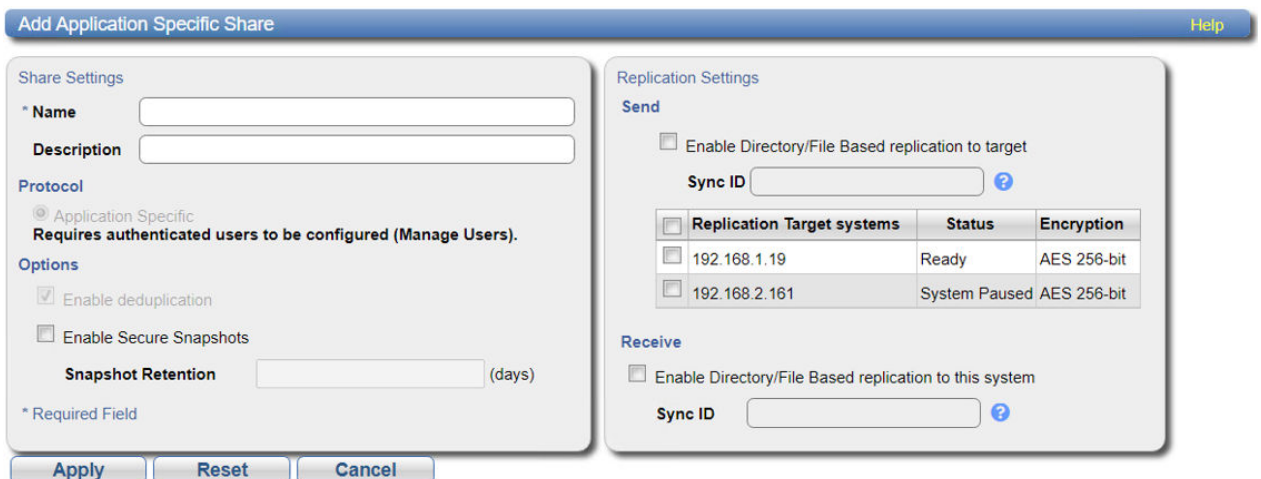 Add Application Specific Share
Help
Share Settings
* Name
Description
Protocol
Application Specific
Requires authenticated users to be configured (Manage Users).
Options
Enable deduplication
Enable Secure Snapshots
Snapshot Retention (days)
* Required Field
Replication Settings
Send
Enable Directory/File Based replication to target
Sync ID ?
Replication Target systems Status Encryption
192.168.1.19 Ready AES 256-bit
192.168.2.161 System Paused AES 256-bit
Receive
Enable Directory/File Based replication to this system
Sync ID ?
Apply Reset Cancel